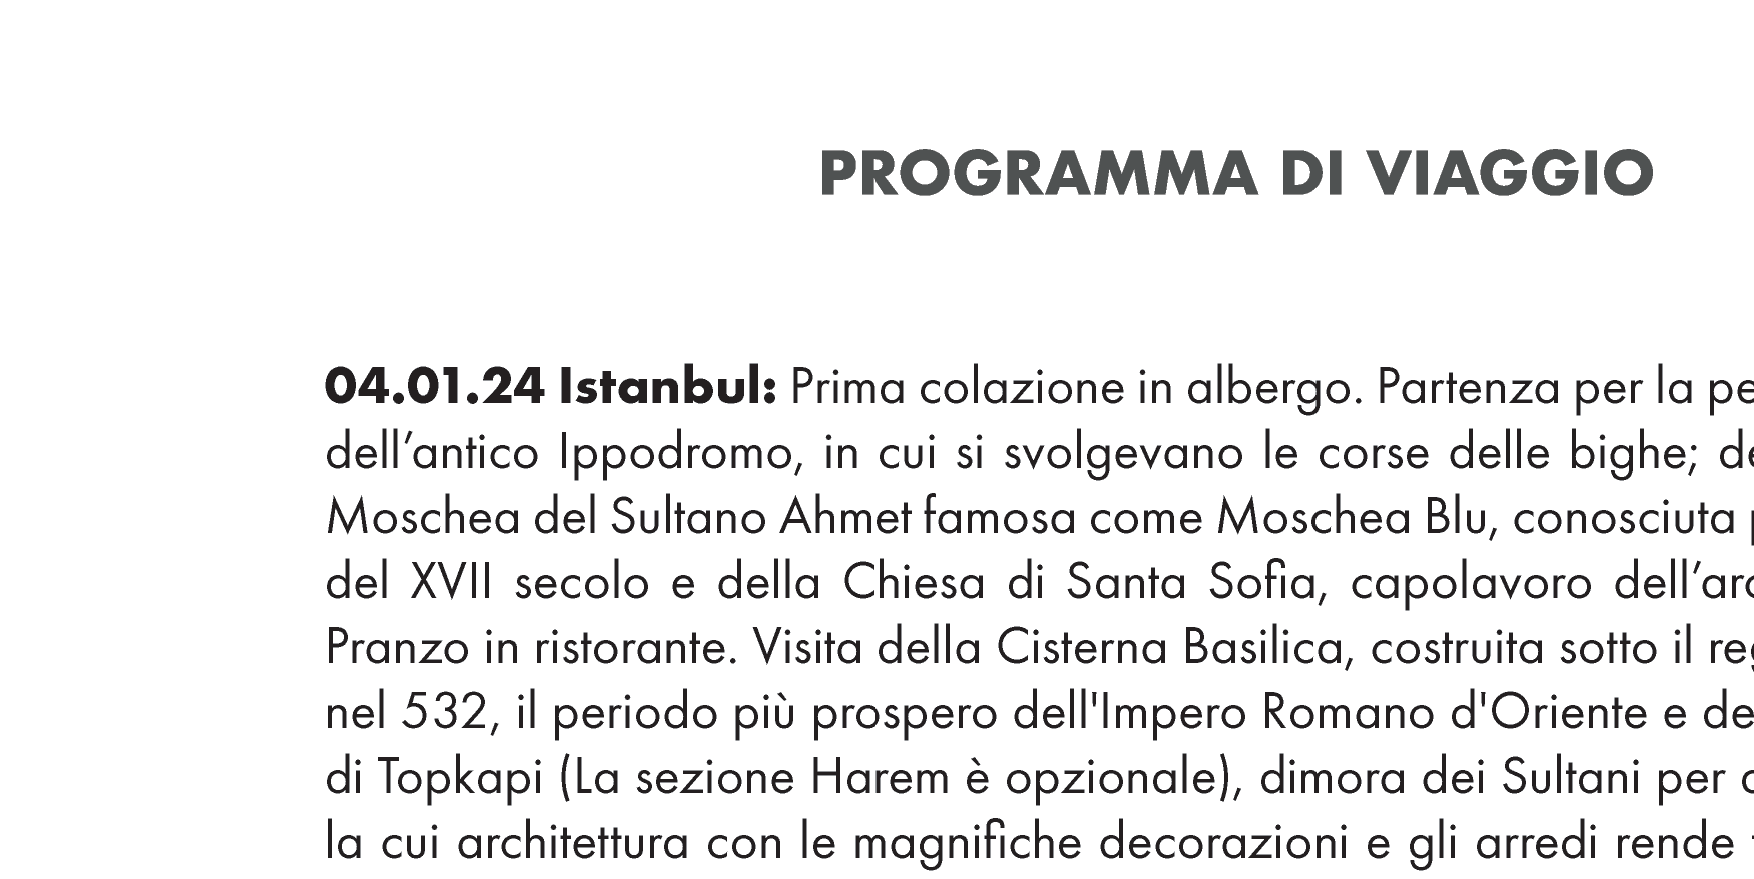 PROGRAMMA DI VIAGGIO
04.01.24 Istanbul: Prima colazione in albergo. Partenza per la
dell’antico Ippodromo, in cui si svolgevano le corse delle bighe;
Moschea del Sultano Ahmet famosa come Moschea Blu, conosciuta
del XVII secolo e della Chiesa di Santa Sofia, capolavoro
Pranzo in ristorante. Visita della Cisterna Basilica, costruita sotto il
nel 532, il periodo più prospero dell'Impero Romano d'Oriente e
di Topkapi (La sezione Harem è opzionale), dimora dei Sultani per
la cui architettura con le magnifiche decorazioni e gli arredi rende